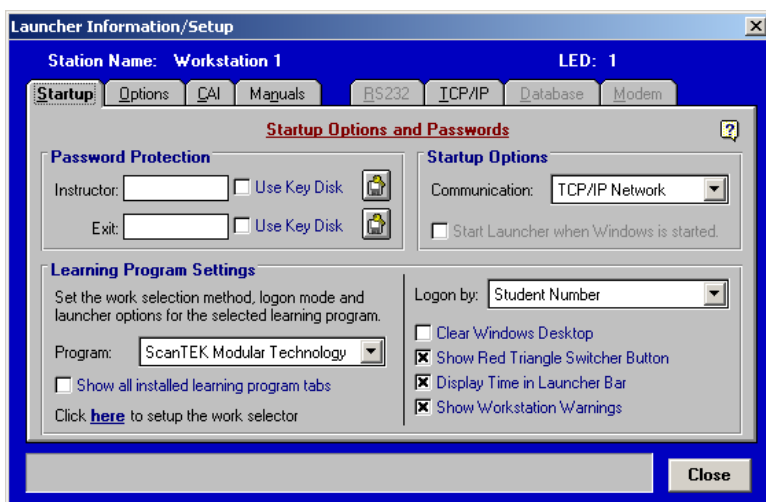 Launcher Information/Setup
Station Name: Workstation 1 LED: 1
Startup Options CAI Manuals RS232 TCP/IP Database Modem
Startup Options and Passwords
Password Protection
Instructor: Use Key Disk
Exit: Use Key Disk
Startup Options
Communication: TCP/IP Network
Start Launcher when Windows is started.
Learning Program Settings
Set the work selection method, logon mode and
launcher options for the selected learning program.
Program: ScanTEK Modular Technology
Show all installed learning program tabs
Click here to setup the work selector
Logon by: Student Number
Clear Windows Desktop
Show Red Triangle Switcher Button
Display Time in Launcher Bar
Show Workstation Warnings
Close